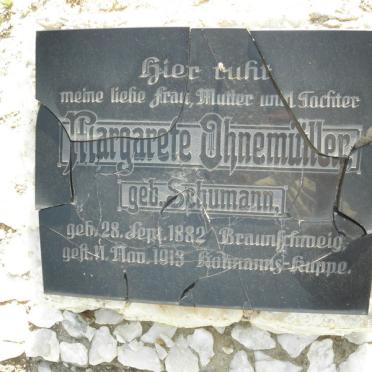 Hier ruht
meine liebe Frau, Mutter und Tochter
Margarete Ohnemüller,
geb. Schumann,
geb. 28. Sept. 1882 Braunschweig,
gest. 11. Nov. 1913 Kolmanns-Kuppe.